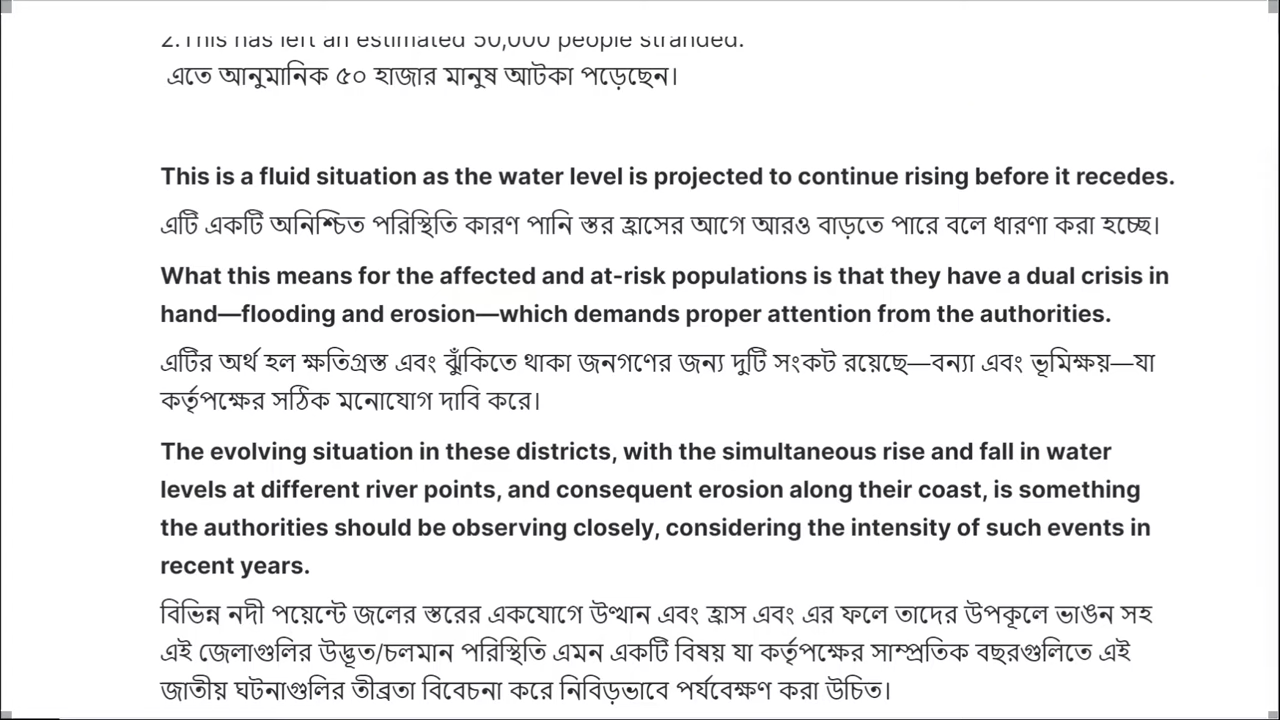 2.This has left an estimated 50,000 people stranded.
এতে আনুমানিক ৫০ হাজার মানুষ আটকা পড়েছেন।
This is a fluid situation as the water level is projected to continue rising before it recedes.
এটি একটি অনিশ্চিত পরিস্থিতি কারণ পানি স্তর হ্রাসের আগে আরও বাড়তে পারে বলে ধারণা করা হচ্ছে।
What this means for the affected and at-risk populations is that they have a dual crisis in
hand—flooding and erosion—which demands proper attention from the authorities.
এটির অর্থ হল ক্ষতিগ্রস্ত এবং ঝুঁকিতে থাকা জনগণের জন্য দুটি সংকট রয়েছে—বন্যা এবং ভূমিক্ষয়—যা
কর্তৃপক্ষের সঠিক মনোযোগ দাবি করে।
The evolving situation in these districts, with the simultaneous rise and fall in water
levels at different river points, and consequent erosion along their coast, is something
the authorities should be observing closely, considering the intensity of such events in
recent years.
বিভিন্ন নদী পয়েন্টে জলের স্তরের একযোগে উত্থান এবং হ্রাস এবং এর ফলে তাদের উপকূলে ভাঙন সহ
এই জেলাগুলির উদ্ভূত/চলমান পরিস্থিতি এমন একটি বিষয় যা কর্তৃপক্ষের সাম্প্রতিক বছরগুলিতে এই
জাতীয় ঘটনাগুলির তীব্রতা বিবেচনা করে নিবিড়ভাবে পর্যবেক্ষণ করা উচিত।